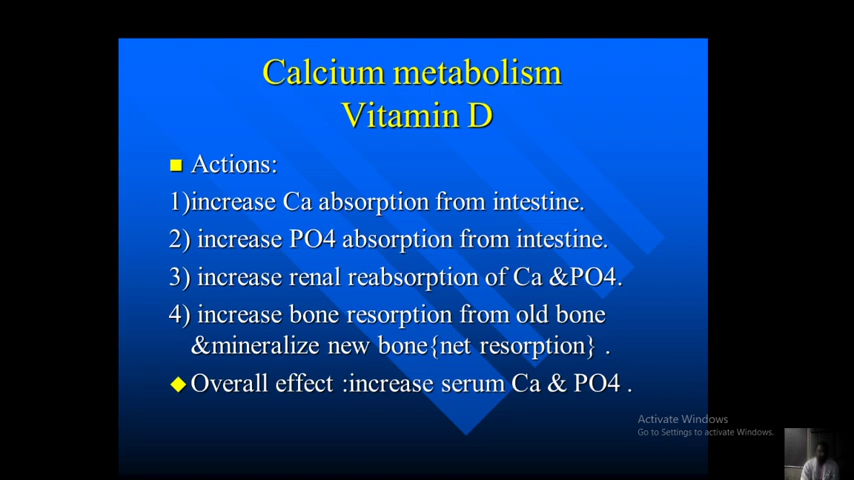 Calcium metabolism
Vitamin D
Actions:
1)increase Ca absorption from intestine.
2) increase PO4 absorption from intestine.
3) increase renal reabsorption of Ca &PO4.
4) increase bone resorption from old bone
&mineralize new bone{net resorption} .
Overall effect :increase serum Ca & PO4 .
Activate Windows
Go to Settings to activate Windows.